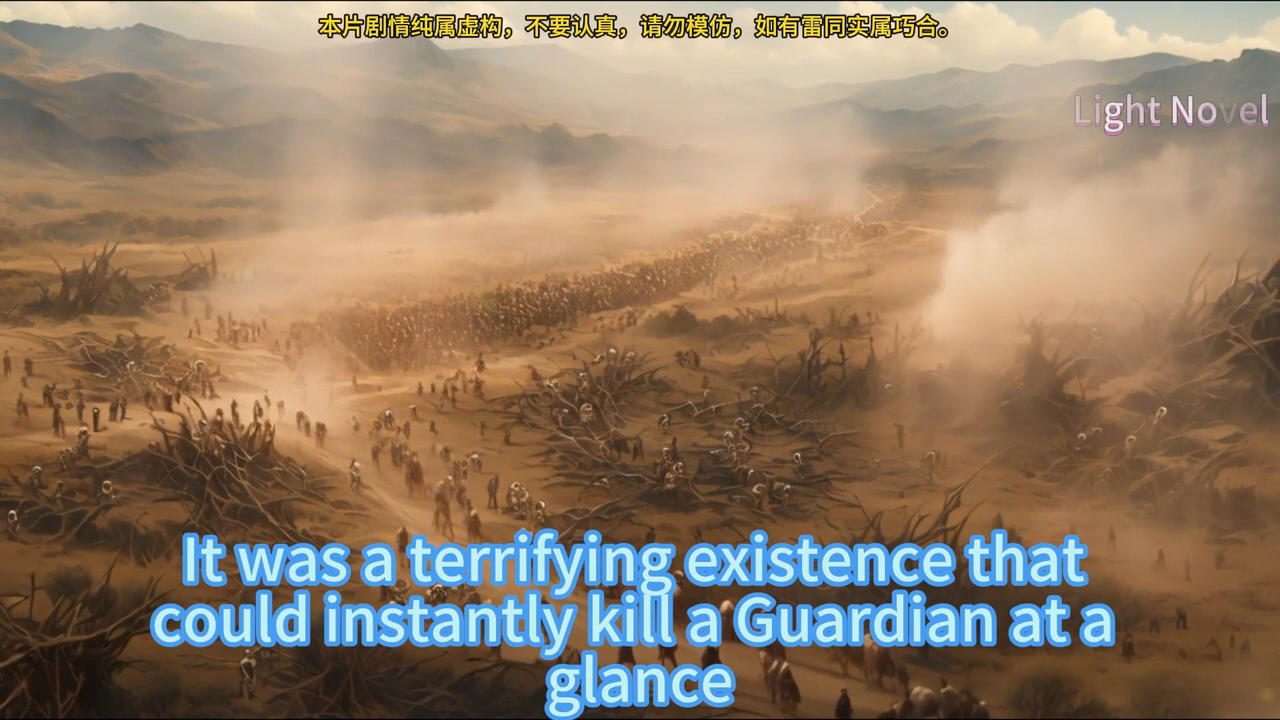 本片剧情纯属虚构，不要认真，请勿模仿，如有雷同实属巧合。
Light Novel
It was a terrifying existence that
could instantly kill a Guardian at a
glance